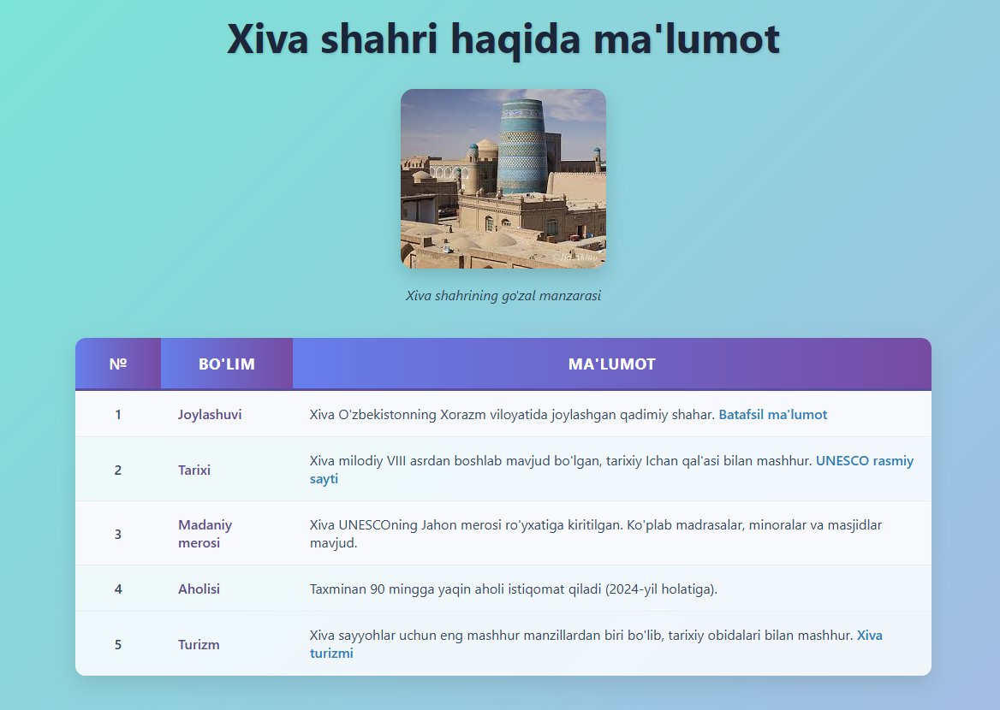 Xiva shahri haqida ma'lumot
Xiva shahrining go'zal manzarasi
№ BO'LIM MA'LUMOT
1 Joylashuvi Xiva O'zbekistonning Xorazm viloyatida joylashgan qadimiy shahar. Batafsil ma'lumot
2 Tarixi Xiva milodiy VIII asrdan boshlab mavjud bo'lgan, tarixiy Ichan qal'asi bilan mashhur. UNESCO rasmiy
sayti
3 Madaniy
merosi
Xiva UNESCOning Jahon merosi ro'yxatiga kiritilgan. Ko'plab madrasalar, minoralar va masjidlar
mavjud.
4 Aholisi Taxminan 90 mingga yaqin aholi istiqomat qiladi (2024-yil holatiga).
5 Turizm Xiva sayyohlar uchun eng mashhur manzillardan biri bo'lib, tarixiy obidalari bilan mashhur. Xiva
turizmi